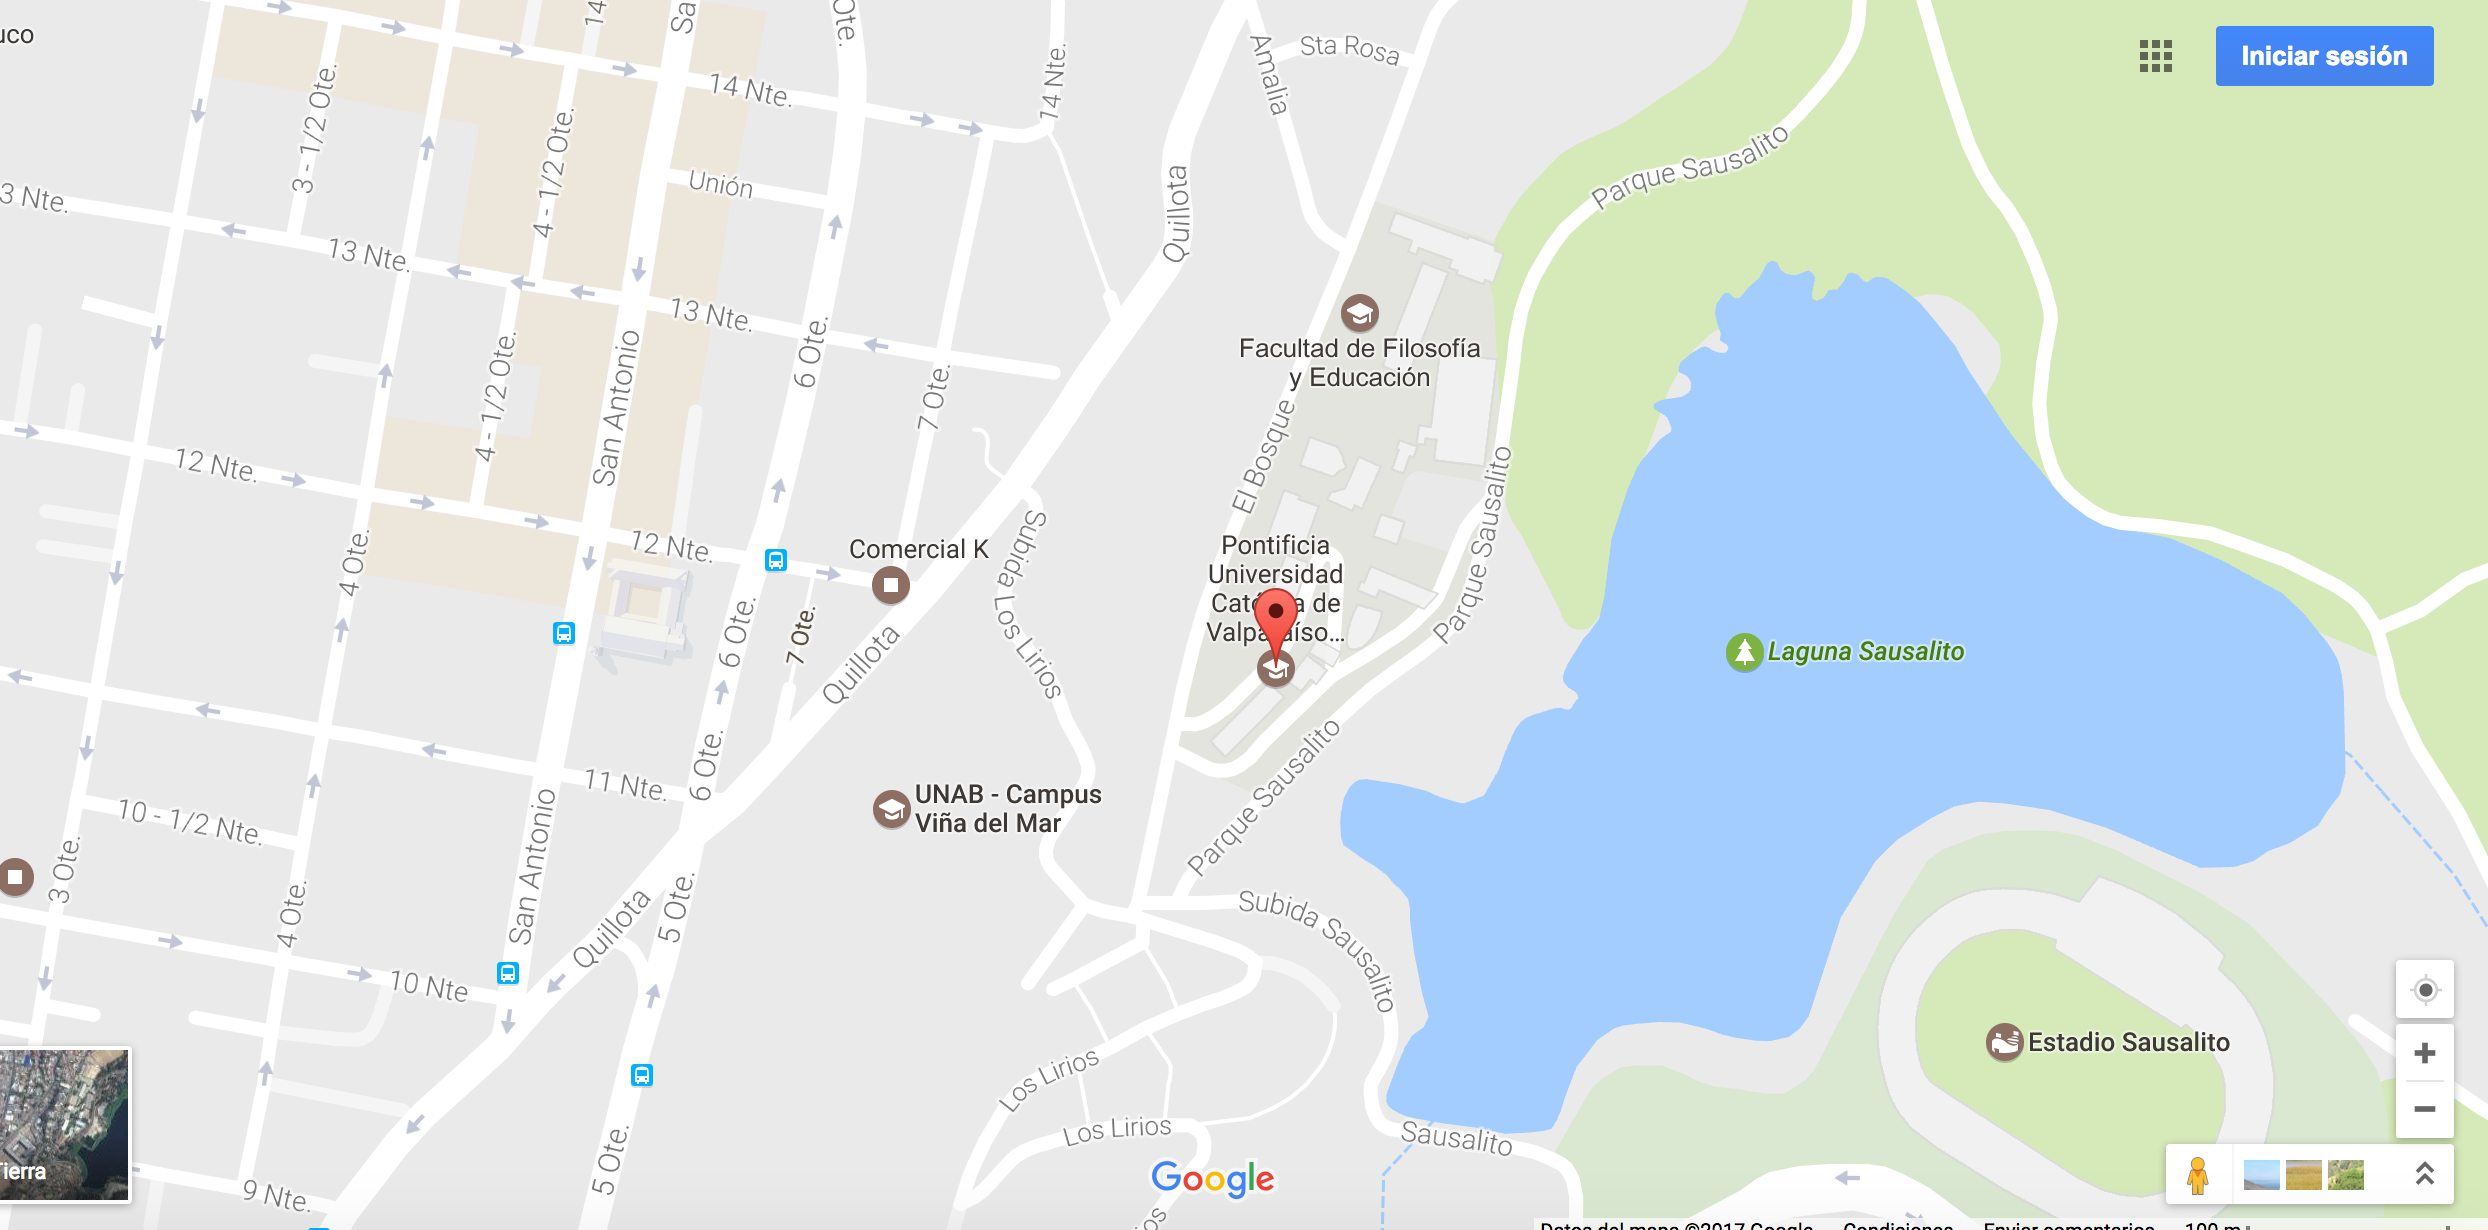 uco
Iniciar sesión
14
Sa
Ote.
14 Nte.
14 Nte.
Amalia
Sta Rosa
3 - 1/2 Ote.
4 - 1/2 Ote.
Unión
Quillota
Parque Sausalito
3 Nte.
13 Nte.
13 Nte.
6 Ote.
Facultad de Filosofía
y Educación
4 - 1/2 Ote.
San Antonio
7 Ote.
El Bosque
12 Nte.
12 Nte.
Parque Sausalito
Subida Los Lirios
Comercial K
4 Ote.
6 Ote.
7 Ote.
Quillota
Pontificia
Universidad
de
Laguna Sausalito
11 Nte.
6 Ote.
UNAB - Campus
Viña del Mar
Parque Sausalito
10 - 1/2 Nte.
3 Ote.
4 Ote.
San Antonio
Quillota
5 Ote.
Subida Sausalito
10 Nte
Estadio Sausalito
Los Lirios
Los Lirios
Sausalito
5 Ote.
Tierra
9 Nte.
Google
os
Datos del mapa ©2017 Google Condiciones Enviar comentarios 100 m